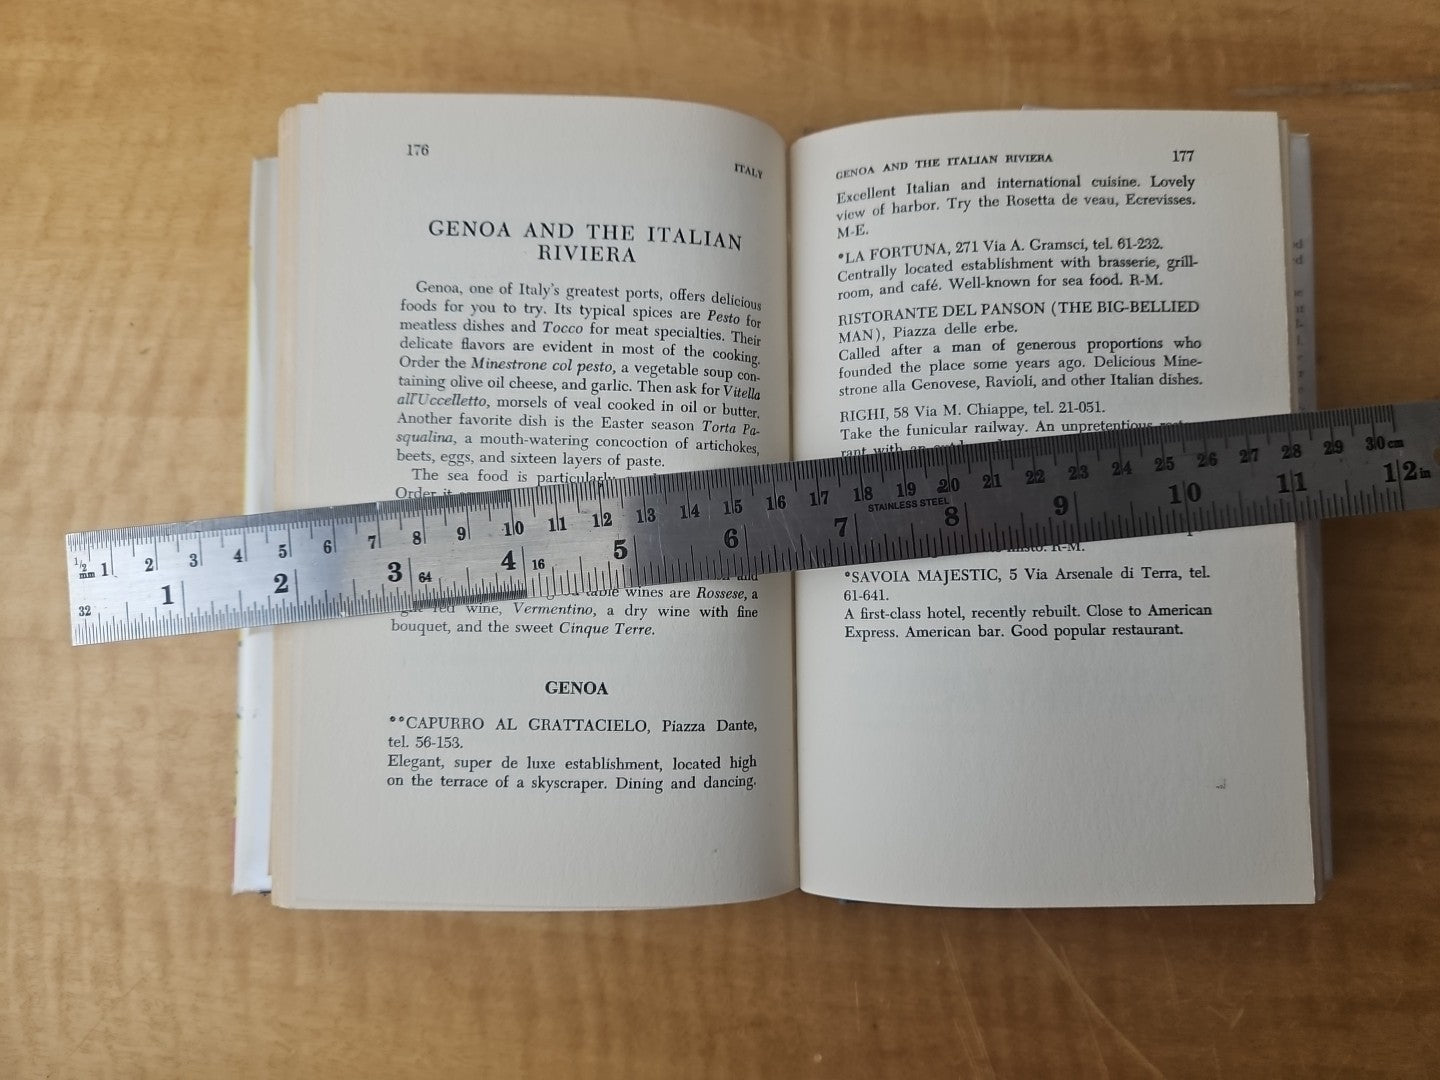 176
ITALY
GENOA AND THE ITALIAN
RIVIERA
Genoa, one of Italy's greatest ports, offers delicious
foods for you to try. Its typical spices are Pesto for
meatless dishes and Tocco for meat specialties. Their
delicate flavors are evident in most of the cooking.
Order the Minestrone col pesto, a vegetable soup con-
taining olive oil cheese, and garlic. Then ask for Vitella
all'Uccelletto, morsels of veal cooked in oil or butter.
Another favorite dish is the Easter season Torta Pa-
squalina, a mouth-watering concoction of artichokes,
beets, eggs, and sixteen layers of paste.
The sea food is particularly
Order it
and
table wines are Rossese, a
red wine, Vermentino, a dry wine with fine
bouquet, and the sweet Cinque Terre.
GENOA
**CAPURRO AL GRATTACIELO, Piazza Dante,
tel. 56-153.
Elegant, super de luxe establishment, located high
on the terrace of a skyscraper. Dining and dancing.
GENOA AND THE ITALIAN RIVIERA 177
Excellent Italian and international cuisine. Lovely
view of harbor. Try the Rosetta de veau, Ecrevisses.
M-E.
*LA FORTUNA, 271 Via A. Gramsci, tel. 61-232.
Centrally located establishment with brasserie, grill-
room, and café. Well-known for sea food. R-M.
RISTORANTE DEL PANSON (THE BIG-BELLIED
MAN), Piazza delle erbe.
Called after a man of generous proportions who
founded the place some years ago. Delicious Mine-
strone alla Genovese, Ravioli, and other Italian dishes.
RIGHI, 58 Via M. Chiappe, tel. 21-051.
Take the funicular railway. An unpretentious
rant with an
misto. R-M.
*SAVOIA MAJESTIC, 5 Via Arsenale di Terra, tel.
61-641.
A first-class hotel, recently rebuilt. Close to American
Express. American bar. Good popular restaurant.
1/2 mm 1 2 3 4 5 6 7 8 9 10 11 12 13 14 15 16 17 18 19 20 21 22 23 24 25 26 27 28 29 30 cm
STAINLESS STEEL
32 1 2 3 64 4 16 5 6 7 8 9 10 11 12 in